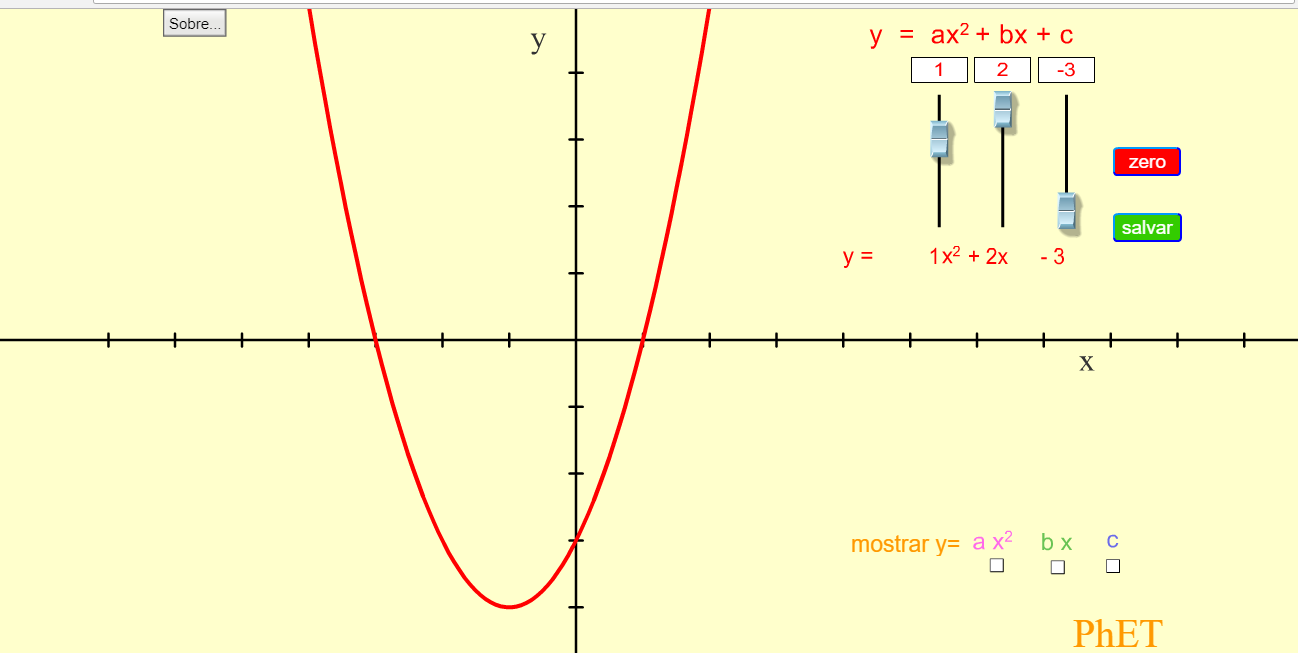 Sobre...
y
y = ax² + bx + c
1 2 -3
zero
salvar
y = 1x² + 2x - 3
x
mostrar y= a x² b x c
PhET